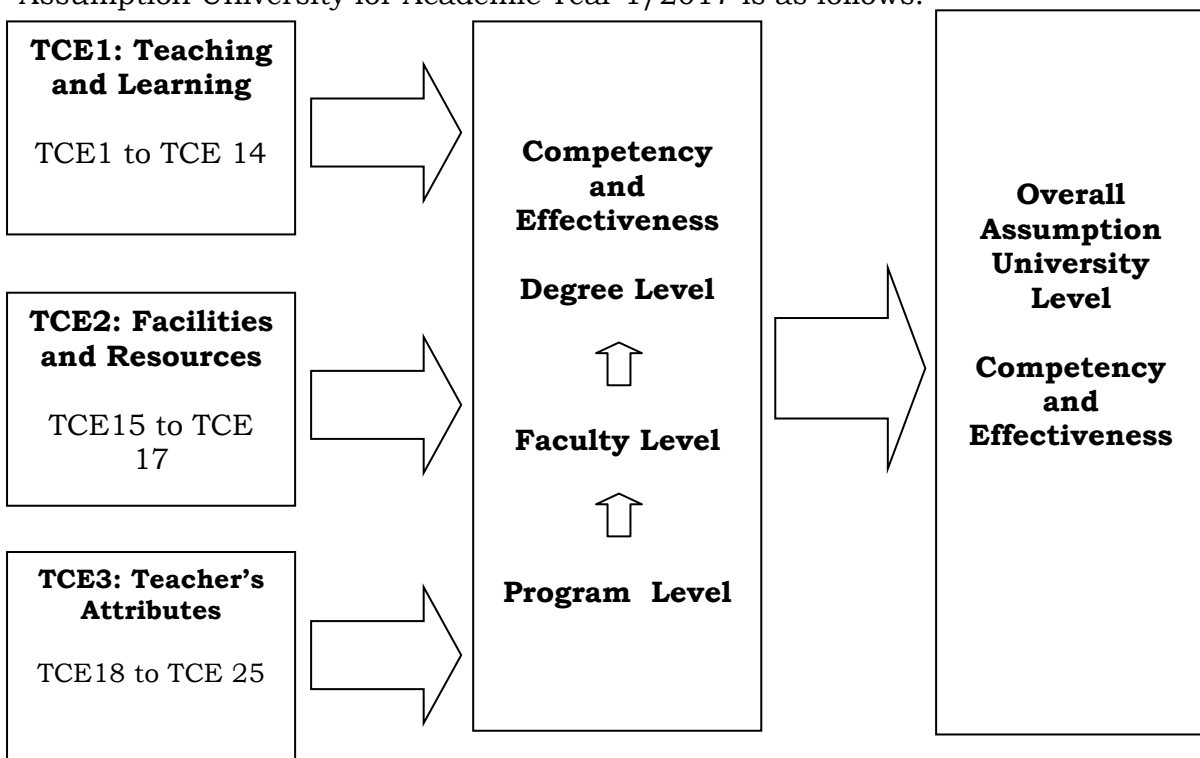 Assumption University for Academic Year 1/2017 is as follows:
TCE1: Teaching
and Learning
TCE1 to TCE 14
TCE2: Facilities
and Resources
TCE15 to TCE
17
TCE3: Teacher’s
Attributes
TCE18 to TCE 25
Competency
and
Effectiveness
Degree Level
Faculty Level
Program Level
Overall
Assumption
University
Level
Competency
and
Effectiveness